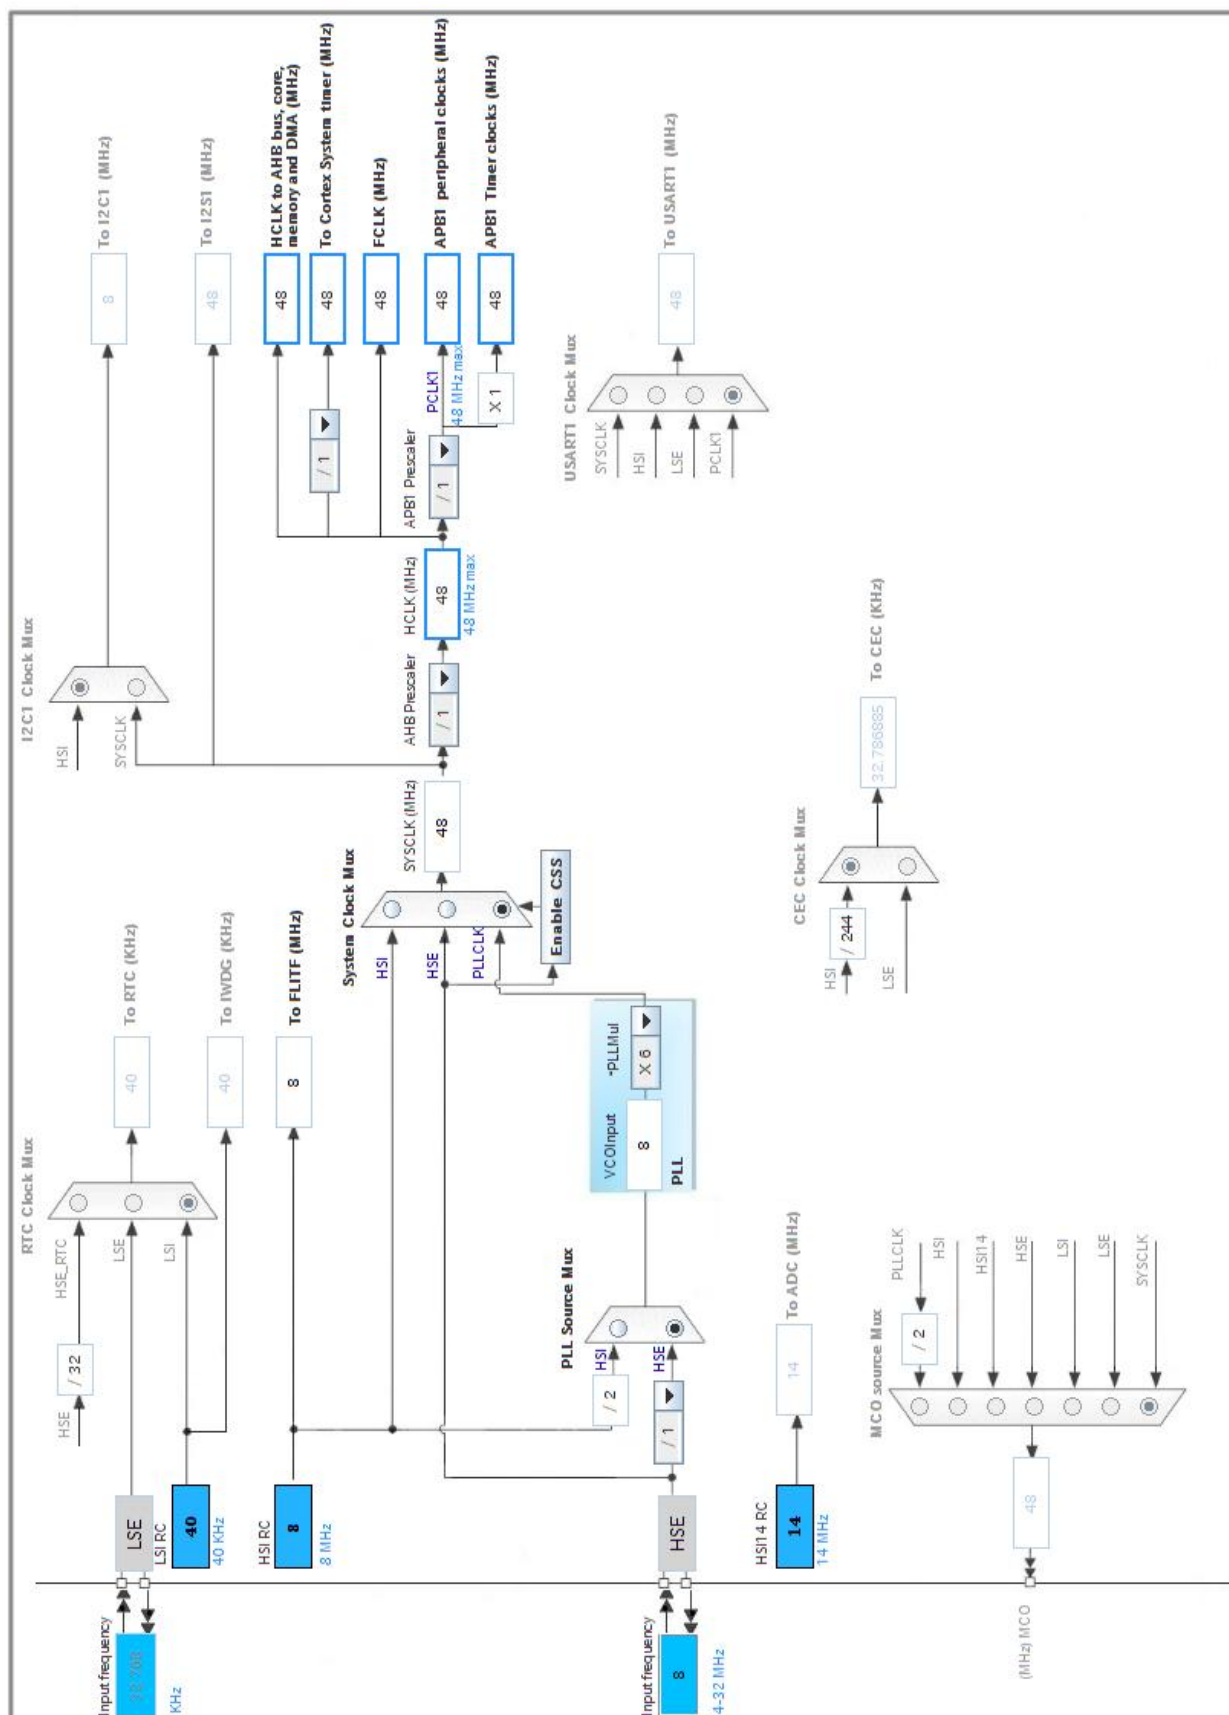 RTC Clock Mux
HSE
/ 32
HSE_RTC
LSE
LSI
40
To RTC (KHz)
40
To IWDG (KHz)
Input frequency
KHz
LSE
LSI RC
40
40 KHz
HSI RC
8
8 MHz
8
To FLITF (MHz)
I2C1 Clock Mux
HSI
SYSCLK
8
To I2C1 (MHz)
48
To I2S1 (MHz)
System Clock Mux
HSI
HSE
PLLCLK
Enable CSS
SYSCLK (MHz)
48
AHB Prescaler
/ 1
HCLK (MHz)
48
48 MHz max
/ 1
48
HCLK to AHB bus, core,
memory and DMA (MHz)
48
To Cortex System timer (MHz)
48
FCLK (MHz)
APB1 Prescaler
/ 1
PCLK1
48 MHz max
48
APB1 peripheral clocks (MHz)
X 1
48
APB1 Timer clocks (MHz)
Input frequency
8
4-32 MHz
HSE
/ 1
/ 2
PLL Source Mux
HSI
HSE
VCOInput
8
PLL
PLLMul
X 6
USART1 Clock Mux
SYSCLK
HSI
LSE
PCLK1
48
To USART1 (MHz)
HSI14 RC
14
14 MHz
14
To ADC (MHz)
CEC Clock Mux
HSI
/ 244
LSE
32.786885
To CEC (KHz)
MCO source Mux
PLLCLK
/ 2
HSI
HSI14
HSE
LSI
LSE
SYSCLK
48
(MHz) MCO